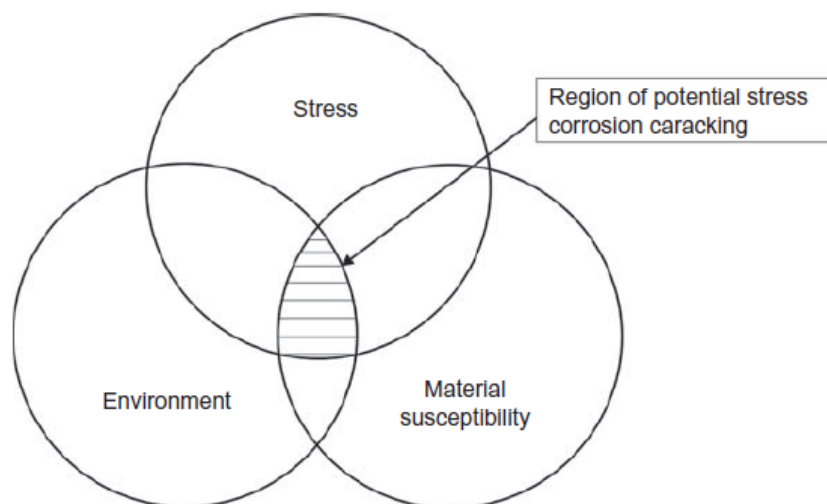 Stress
Region of potential stress
corrosion caracking
Environment
Material
susceptibility